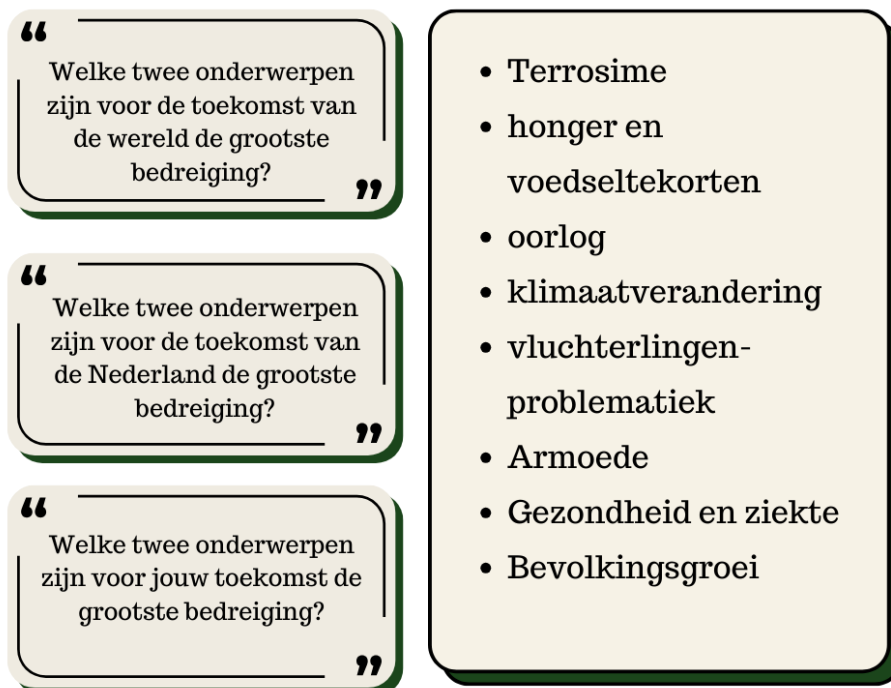 “
Welke twee onderwerpen
zijn voor de toekomst van
de wereld de grootste
bedreiging?
”
“
Welke twee onderwerpen
zijn voor de toekomst van
de Nederland de grootste
bedreiging?
”
“
Welke twee onderwerpen
zijn voor jouw toekomst de
grootste bedreiging?
”
• Terrosime
• honger en
voedseltekorten
• oorlog
• klimaatverandering
• vluchterlingen-
problematiek
• Armoede
• Gezondheid en ziekte
• Bevolkingsgroei